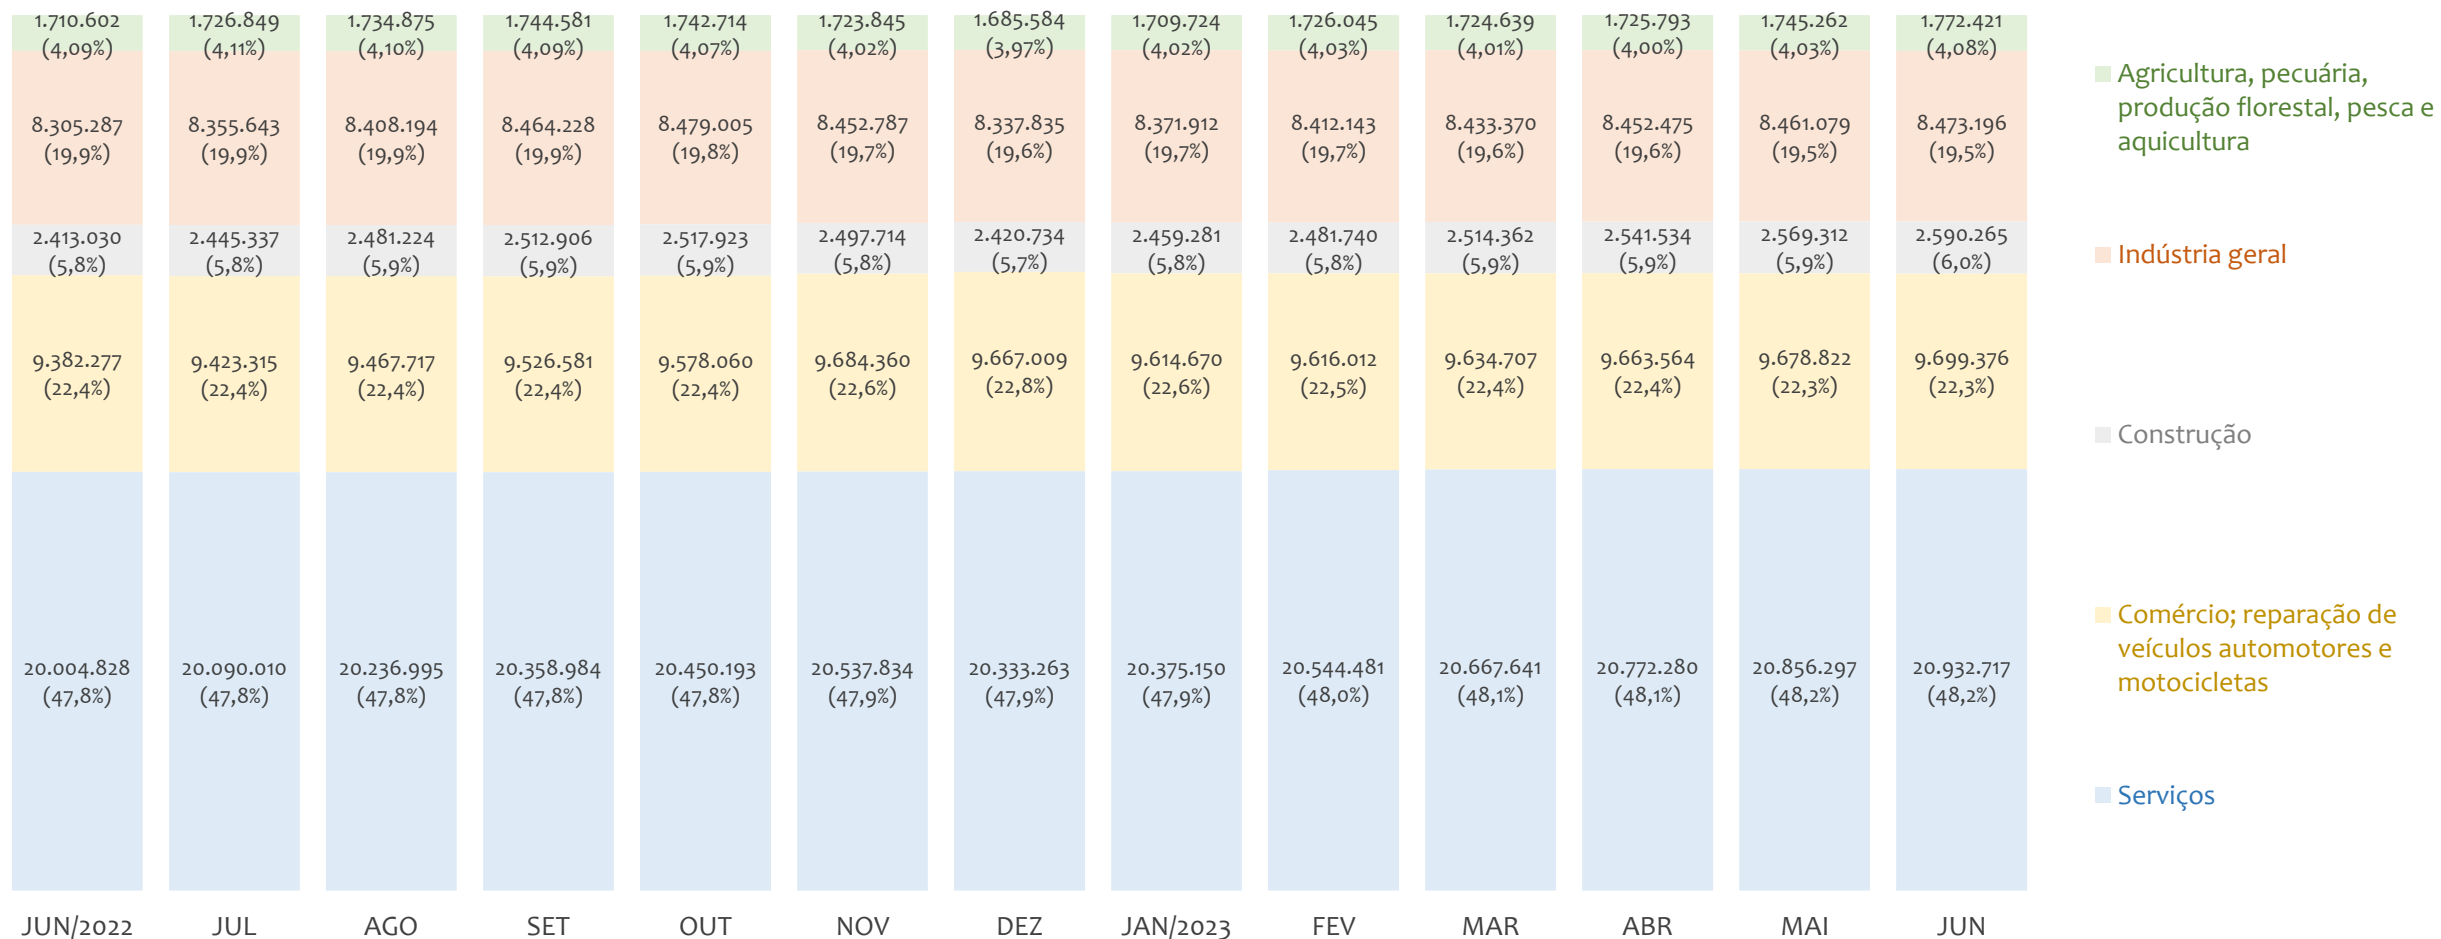 1.710.602 1.726.849 1.734.875 1.744.581 1.742.714 1.723.845 1.685.584 1.709.724 1.726.045 1.724.639 1.725.793 1.745.262 1.772.421
(4,09%) (4,11%) (4,10%) (4,09%) (4,07%) (4,02%) (3,97%) (4,02%) (4,03%) (4,01%) (4,00%) (4,03%) (4,08%)
8.305.287 8.355.643 8.408.194 8.464.228 8.479.005 8.452.787 8.337.835 8.371.912 8.412.143 8.433.370 8.452.475 8.461.079 8.473.196
(19,9%) (19,9%) (19,9%) (19,9%) (19,8%) (19,7%) (19,6%) (19,7%) (19,7%) (19,6%) (19,6%) (19,5%) (19,5%)
2.413.030 2.445.337 2.481.224 2.512.906 2.517.923 2.497.714 2.420.734 2.459.281 2.481.740 2.514.362 2.541.534 2.569.312 2.590.265
(5,8%) (5,8%) (5,9%) (5,9%) (5,9%) (5,8%) (5,7%) (5,8%) (5,8%) (5,9%) (5,9%) (5,9%) (6,0%)
9.382.277 9.423.315 9.467.717 9.526.581 9.578.060 9.684.360 9.667.009 9.614.670 9.616.012 9.634.707 9.663.564 9.678.822 9.699.376
(22,4%) (22,4%) (22,4%) (22,4%) (22,4%) (22,6%) (22,8%) (22,6%) (22,5%) (22,4%) (22,4%) (22,3%) (22,3%)
20.004.828 20.090.010 20.236.995 20.358.984 20.450.193 20.537.834 20.333.263 20.375.150 20.544.481 20.667.641 20.772.280 20.856.297 20.932.717
(47,8%) (47,8%) (47,8%) (47,8%) (47,8%) (47,9%) (47,9%) (47,9%) (48,0%) (48,1%) (48,1%) (48,2%) (48,2%)
JUN/2022 JUL AGO SET OUT NOV DEZ JAN/2023 FEV MAR ABR MAI JUN
Agricultura, pecuária,
produção florestal, pesca e
aquicultura
Indústria geral
Construção
Comércio; reparação de
veículos automotores e
motocicletas
Serviços